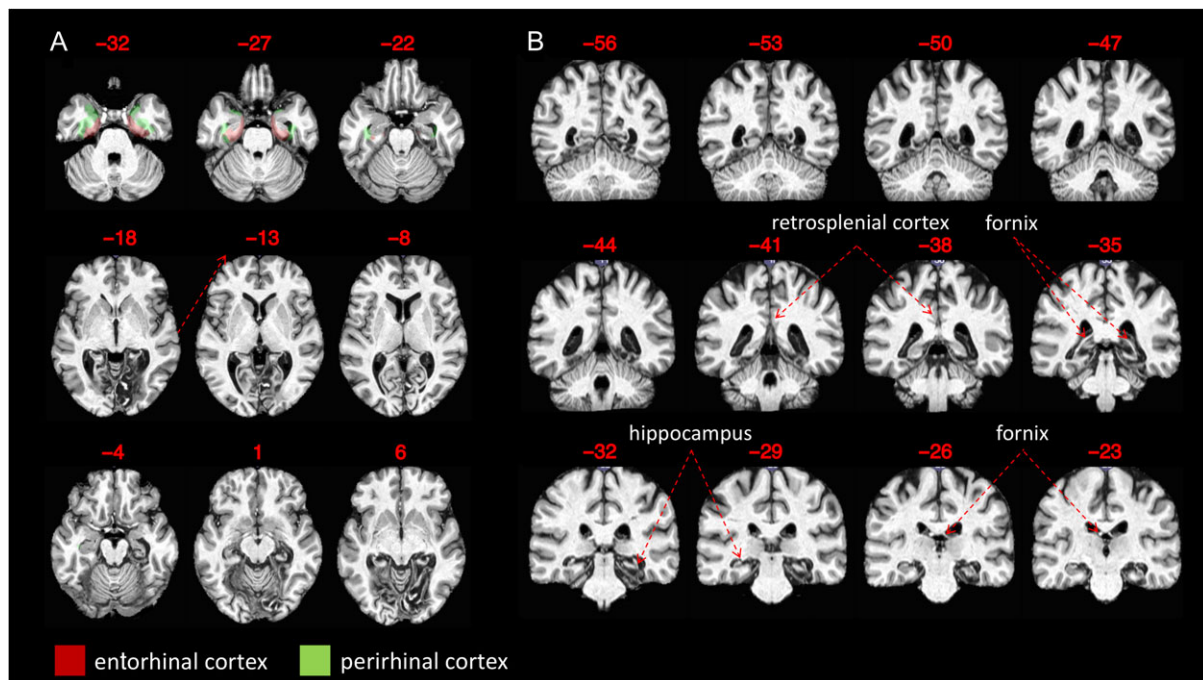 A
−32 −27 −22
−18 −13 −8
−4 1 6
entorhinal cortex perirhinal cortex
B
−56 −53 −50 −47
retrosplenial cortex fornix
−44 −41 −38 −35
hippocampus fornix
−32 −29 −26 −23